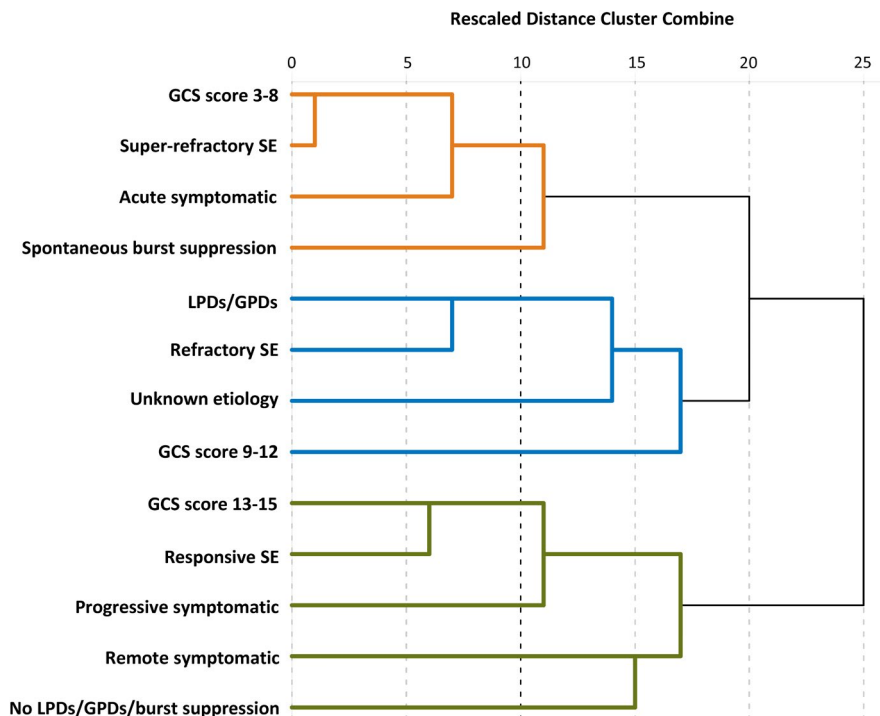 Rescaled Distance Cluster Combine
0 5 10 15 20 25
GCS score 3-8
Super-refractory SE
Acute symptomatic
Spontaneous burst suppression
LPDs/GPDs
Refractory SE
Unknown etiology
GCS score 9-12
GCS score 13-15
Responsive SE
Progressive symptomatic
Remote symptomatic
No LPDs/GPDs/burst suppression